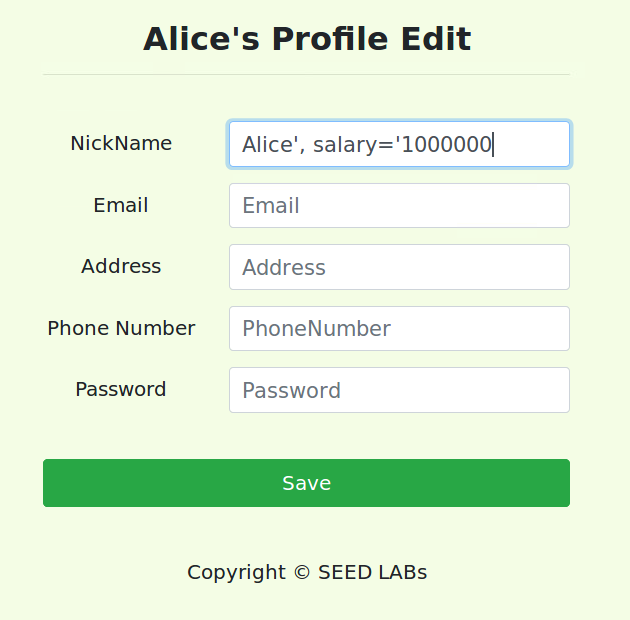 Alice's Profile Edit
NickName Alice', salary='1000000
Email Email
Address Address
Phone Number PhoneNumber
Password Password
Save
Copyright © SEED LABs